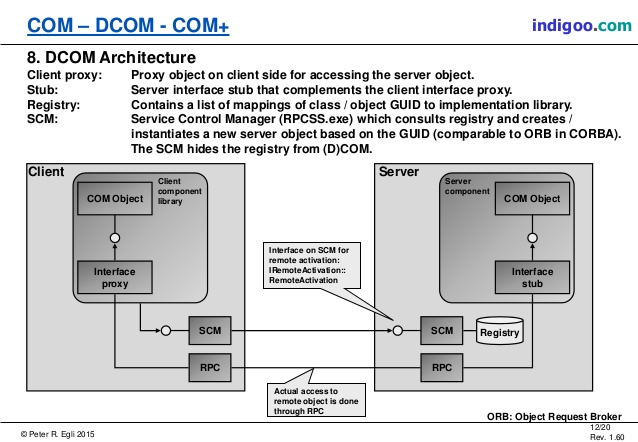 COM – DCOM - COM+
indigoo.com
8. DCOM Architecture
Client proxy: Proxy object on client side for accessing the server object.
Stub: Server interface stub that complements the client interface proxy.
Registry: Contains a list of mappings of class / object GUID to implementation library.
SCM: Service Control Manager (RPCSS.exe) which consults registry and creates /
instantiates a new server object based on the GUID (comparable to ORB in CORBA).
The SCM hides the registry from (D)COM.
Client
Client
component
library
COM Object
Interface
proxy
SCM
RPC
Interface on SCM for
remote activation:
IRemoteActivation::
RemoteActivation
Actual access to
remote object is done
through RPC
Server
Server
component
COM Object
Interface
stub
SCM
Registry
RPC
ORB: Object Request Broker
© Peter R. Egli 2015
12/20
Rev. 1.60